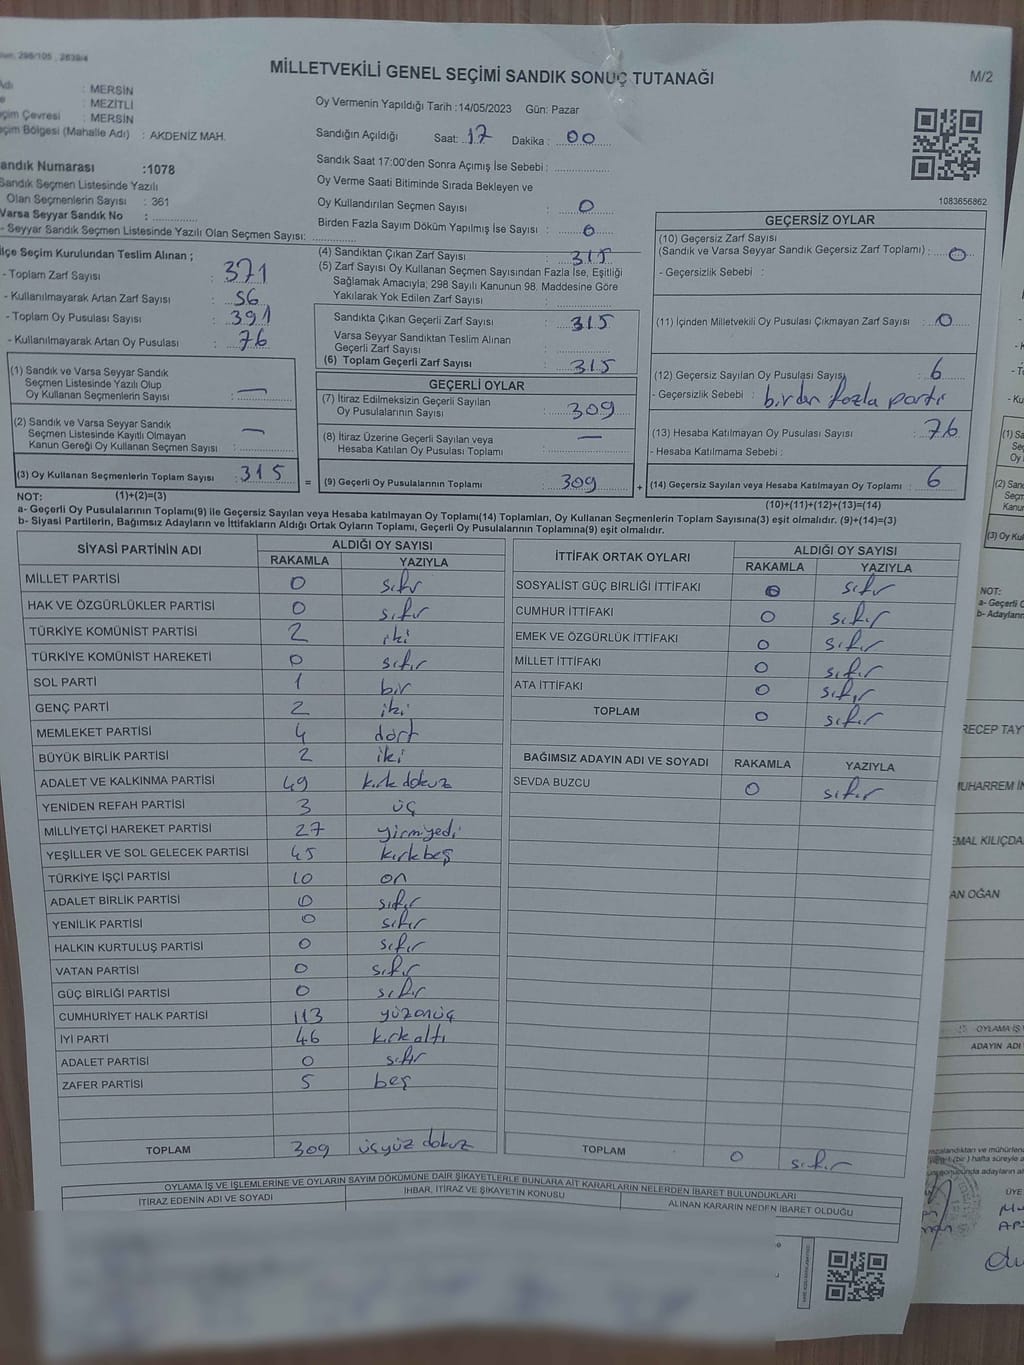 298/105 , 2639/4
MİLLETVEKİLİ GENEL SEÇİMİ SANDIK SONUÇ TUTANAĞI
M/2
: MERSİN
: MEZİTLİ
: MERSİN
(Mahalle Adı) : AKDENİZ MAH.
Oy Vermenin Yapıldığı Tarih :14/05/2023 Gün: Pazar
Sandığın Açıldığı Saat: 17 Dakika : 00
Sandık Saat 17:00'den Sonra Açımış İse Sebebi :
Oy Verme Saati Bitiminde Sırada Bekleyen ve
Oy Kullandırılan Seçmen Sayısı : 0
Birden Fazla Sayım Döküm Yapılmış İse Sayısı : 0
1083656862
andık Numarası :1078
Sandık Seçmen Listesinde Yazılı
Olan Seçmenlerin Sayısı : 361
Varsa Seyyar Sandık No :
- Seyyar Sandık Seçmen Listesinde Yazılı Olan Seçmen Sayısı:
lçe Seçim Kurulundan Teslim Alınan ;
- Toplam Zarf Sayısı : 371
- Kullanılmayarak Artan Zarf Sayısı : 56
- Toplam Oy Pusulası Sayısı : 391
- Kullanılmayarak Artan Oy Pusulası : 76
(1) Sandık ve Varsa Seyyar Sandık
Seçmen Listesinde Yazılı Olup
Oy Kullanan Seçmenlerin Sayısı : —
(2) Sandık ve Varsa Seyyar Sandık
Seçmen Listesinde Kayıtlı Olmayan
Kanun Gereği Oy Kullanan Seçmen Sayısı : —
(3) Oy Kullanan Seçmenlerin Toplam Sayısı : 315
(4) Sandıktan Çıkan Zarf Sayısı : 315
(5) Zarf Sayısı Oy Kullanan Seçmen Sayısından Fazla İse, Eşitliği
Sağlamak Amacıyla; 298 Sayılı Kanunun 98. Maddesine Göre
Yakılarak Yok Edilen Zarf Sayısı :
Sandıkta Çıkan Geçerli Zarf Sayısı : 315
Varsa Seyyar Sandıktan Teslim Alınan
Geçerli Zarf Sayısı :
(6) Toplam Geçerli Zarf Sayısı : 315
GEÇERLİ OYLAR
(7) İtiraz Edilmeksizin Geçerli Sayılan
Oy Pusulalarının Sayısı : 309
(8) İtiraz Üzerine Geçerli Sayılan veya
Hesaba Katılan Oy Pusulası Toplamı : —
= (9) Geçerli Oy Pusulalarının Toplamı : 309
GEÇERSİZ OYLAR
(10) Geçersiz Zarf Sayısı
(Sandık ve Varsa Seyyar Sandık Geçersiz Zarf Toplamı) : 0
- Geçersizlik Sebebi :
(11) İçinden Milletvekili Oy Pusulası Çıkmayan Zarf Sayısı : 0
(12) Geçersiz Sayılan Oy Pusulası Sayısı : 6
- Geçersizlik Sebebi : birden fazla parti
(13) Hesaba Katılmayan Oy Pusulası Sayısı : 76
- Hesaba Katılmama Sebebi :
+ (14) Geçersiz Sayılan veya Hesaba Katılmayan Oy Toplamı : 6
NOT: (1)+(2)=(3)
(10)+(11)+(12)+(13)=(14)
a- Geçerli Oy Pusulalarının Toplamı(9) ile Geçersiz Sayılan veya Hesaba Katılmayan Oy Toplamı(14) Toplamları, Oy Kullanan Seçmenlerin Toplam Sayısına(3) eşit olmalıdır. (9)+(14)=(3)
b- Siyasi Partilerin, Bağımsız Adayların ve İttifakların Aldığı Ortak Oyların Toplamı, Geçerli Oy Pusulalarının Toplamına(9) eşit olmalıdır.
SİYASİ PARTİNİN ADI ALDIĞI OY SAYISI
RAKAMLA YAZIYLA
MİLLET PARTİSİ 0 sıfır
HAK VE ÖZGÜRLÜKLER PARTİSİ 0 sıfır
TÜRKİYE KOMÜNİST PARTİSİ 2 iki
TÜRKİYE KOMÜNİST HAREKETİ 0 sıfır
SOL PARTİ 1 bir
GENÇ PARTİ 2 iki
MEMLEKET PARTİSİ 4 dört
BÜYÜK BİRLİK PARTİSİ 2 iki
ADALET VE KALKINMA PARTİSİ 49 kırk dokuz
YENİDEN REFAH PARTİSİ 3 üç
MİLLİYETÇİ HAREKET PARTİSİ 27 yirmiyedi
YEŞİLLER VE SOL GELECEK PARTİSİ 45 kırkbeş
TÜRKİYE İŞÇİ PARTİSİ 10 on
ADALET BİRLİK PARTİSİ 0 sıfır
YENİLİK PARTİSİ 0 sıfır
HALKIN KURTULUŞ PARTİSİ 0 sıfır
VATAN PARTİSİ 0 sıfır
GÜÇ BİRLİĞİ PARTİSİ 0 sıfır
CUMHURİYET HALK PARTİSİ 113 yüzonüç
İYİ PARTİ 46 kırkaltı
ADALET PARTİSİ 0 sıfır
ZAFER PARTİSİ 5 beş
TOPLAM 309 üçyüz dokuz
İTTİFAK ORTAK OYLARI ALDIĞI OY SAYISI
RAKAMLA YAZIYLA
SOSYALİST GÜÇ BİRLİĞİ İTTİFAKI 0 sıfır
CUMHUR İTTİFAKI 0 sıfır
EMEK VE ÖZGÜRLÜK İTTİFAKI 0 sıfır
MİLLET İTTİFAKI 0 sıfır
ATA İTTİFAKI 0 sıfır
TOPLAM 0 sıfır
BAĞIMSIZ ADAYIN ADI VE SOYADI RAKAMLA YAZIYLA
SEVDA BUZCU 0 sıfır
TOPLAM 0 sıfır
OYLAMA İŞ VE İŞLEMLERİNE VE OYLARIN SAYIM DÖKÜMÜNE DAİR ŞİKAYETLERLE BUNLARA AİT KARARLARIN NELERDEN İBARET BULUNDUKLARI
İTİRAZ EDENİN ADI VE SOYADI İHBAR, İTİRAZ VE ŞİKAYETİN KONUSU ALINAN KARARIN NEDEN İBARET OLDUĞU
NOT:
a- Geçerli
b- Adayların
RECEP TAY
MUHARREM İN
EMAL KILIÇDA
AN OĞAN
OYLAMA İŞ
ADAYIN ADI
ÜYE